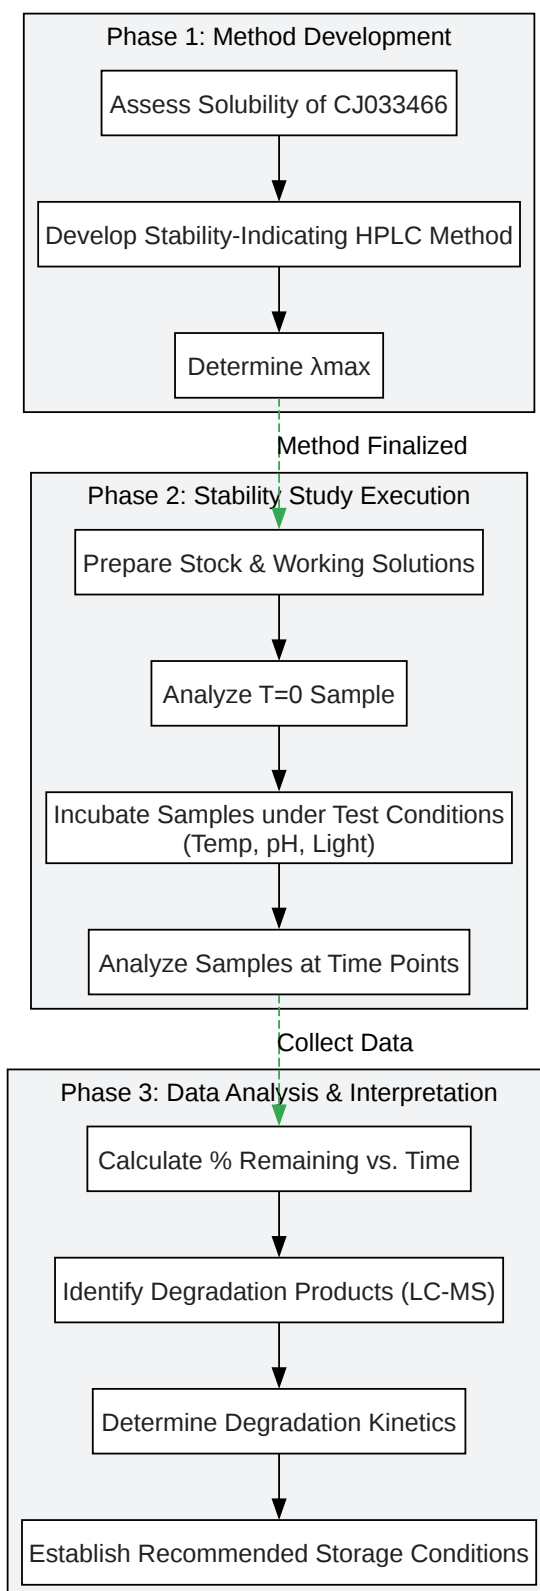 Phase 1: Method Development
Assess Solubility of CJ033466
Develop Stability-Indicating HPLC Method
Determine λmax
Method Finalized
Phase 2: Stability Study Execution
Prepare Stock & Working Solutions
Analyze T=0 Sample
Incubate Samples under Test Conditions
(Temp, pH, Light)
Analyze Samples at Time Points
Collect Data
Phase 3: Data Analysis & Interpretation
Calculate % Remaining vs. Time
Identify Degradation Products (LC-MS)
Determine Degradation Kinetics
Establish Recommended Storage Conditions